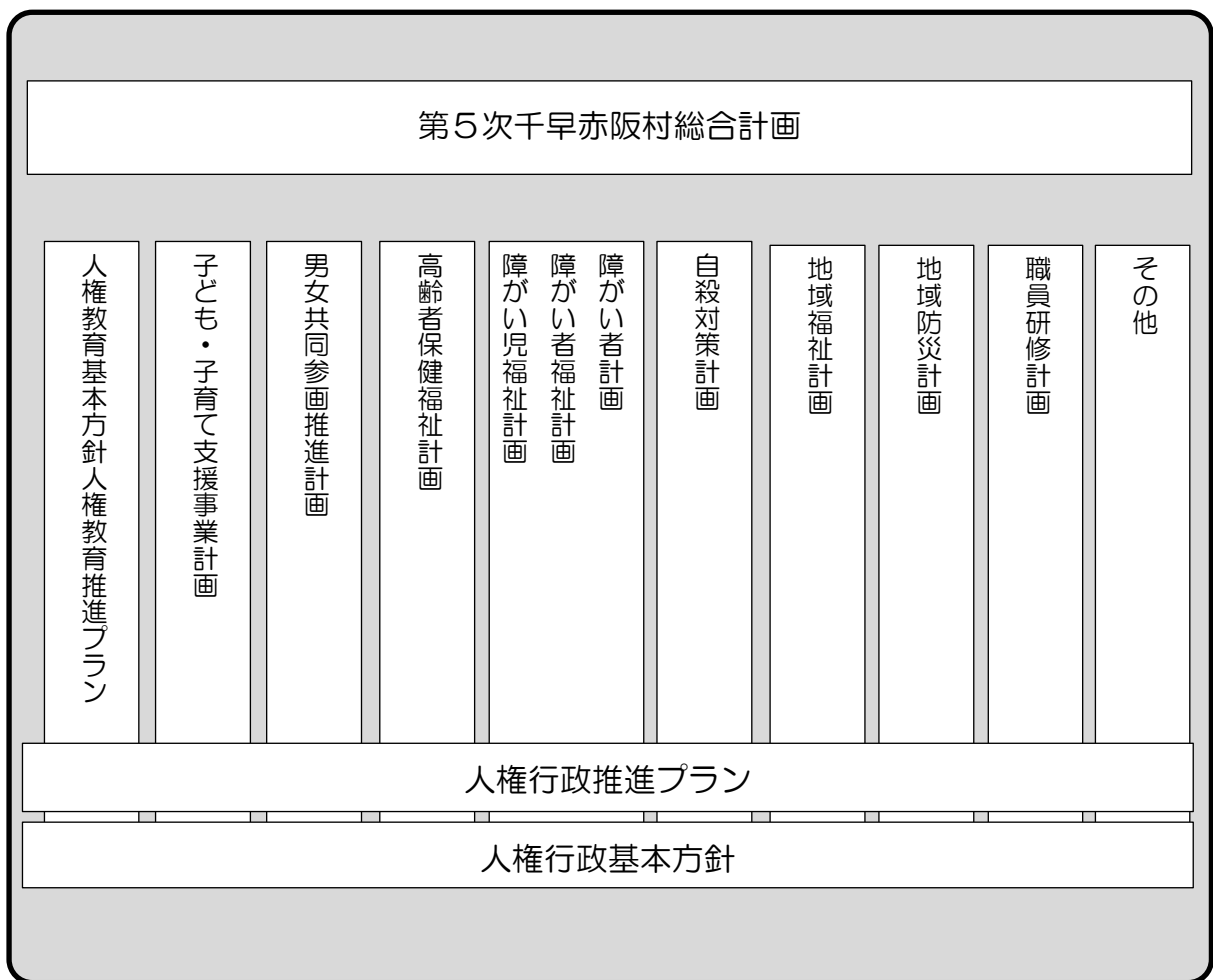 第５次千早赤阪村総合計画
人権教育基本方針人権教育推進プラン
子ども・子育て支援事業計画
男女共同参画推進計画
高齢者保健福祉計画
障がい者計画
障がい者福祉計画
障がい児福祉計画
自殺対策計画
地域福祉計画
地域防災計画
職員研修計画
その他
人権行政推進プラン
人権行政基本方針